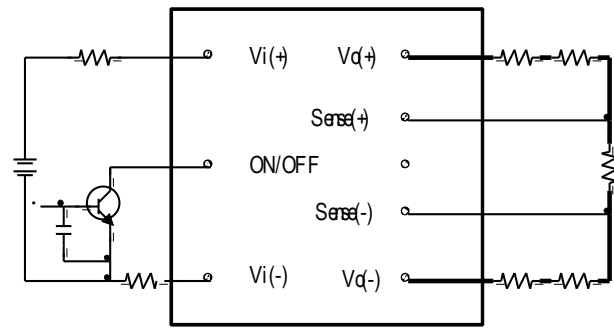 Vi(+) Vo(+)
Sense(+)
ON/OFF
Sense(-)
Vi(-) Vo(-)